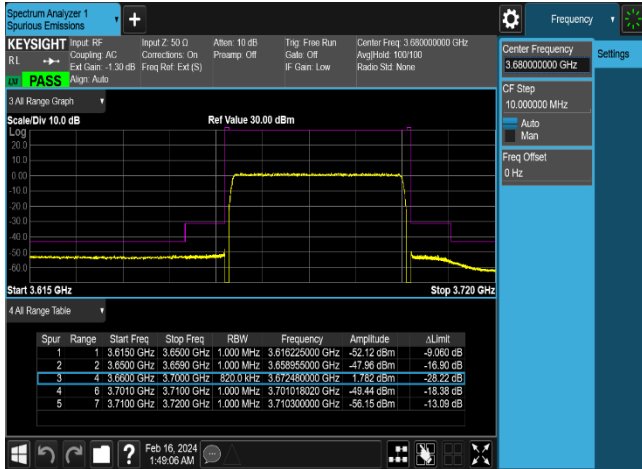 Spectrum Analyzer 1
Spurious Emissions
Frequency
KEYSIGHT Input: RF Input Z: 50 Ω Atten: 10 dB Trig: Free Run Center Freq: 3.680000000 GHz
RL Coupling: AC Corrections: On Preamp: Off Gate: Off Avg|Hold: 100/100
Ext Gain: -1.30 dB Freq Ref: Ext (S) IF Gain: Low Radio Std: None
PASS Align: Auto
Center Frequency
3.680000000 GHz
Settings
CF Step
10.000000 MHz
Auto
Man
Freq Offset
0 Hz
3 All Range Graph
Scale/Div 10.0 dB Ref Value 30.00 dBm
Log
20.0
10.0
0.00
-10.0
-20.0
-30.0
-40.0
-50.0
-60.0
Start 3.615 GHz Stop 3.720 GHz
4 All Range Table
Spur Range Start Freq Stop Freq RBW Frequency Amplitude ΔLimit
1 1 3.6150 GHz 3.6500 GHz 1.000 MHz 3.616225000 GHz -52.12 dBm -9.060 dB
2 2 3.6500 GHz 3.6590 GHz 1.000 MHz 3.658955000 GHz -47.96 dBm -16.90 dB
3 4 3.6600 GHz 3.7000 GHz 820.0 kHz 3.672480000 GHz 1.782 dBm -28.22 dB
4 6 3.7010 GHz 3.7100 GHz 1.000 MHz 3.701018020 GHz -49.44 dBm -18.38 dB
5 7 3.7100 GHz 3.7200 GHz 1.000 MHz 3.710300000 GHz -56.15 dBm -13.09 dB
Feb 16, 2024
1:49:06 AM